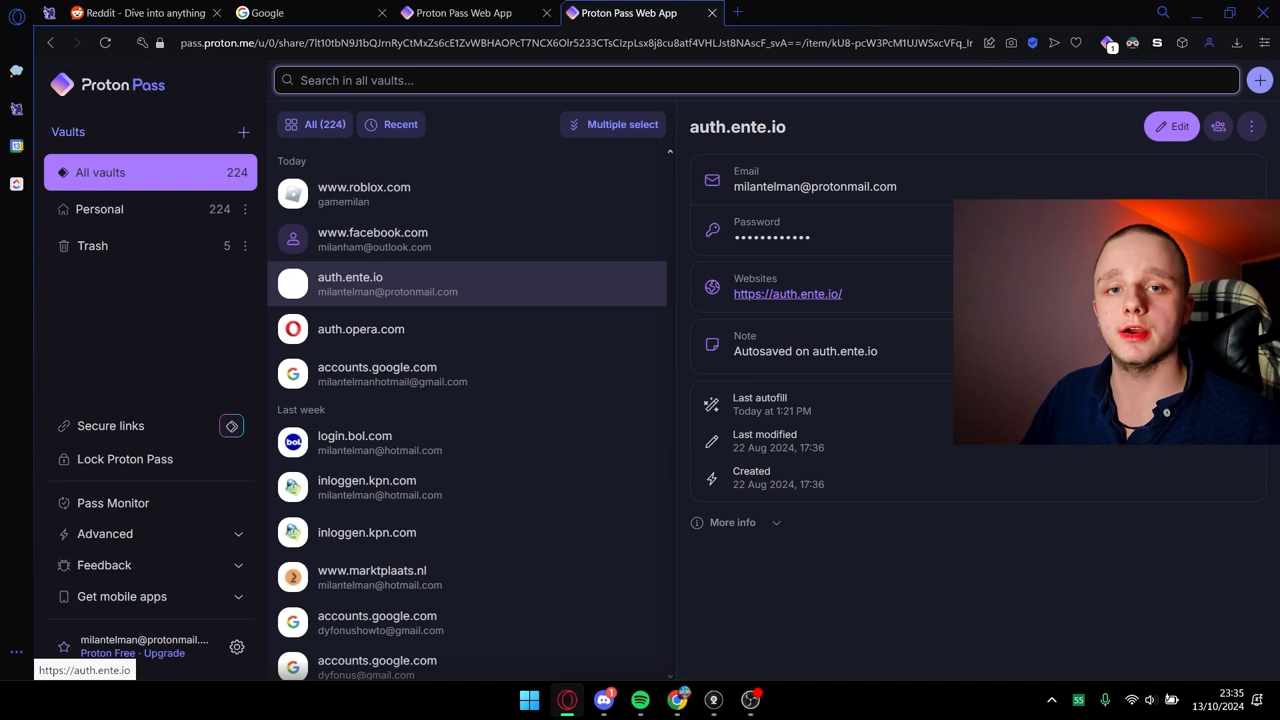 Reddit - Dive into anything
Google
Proton Pass Web App
Proton Pass Web App
pass.proton.me/u/0/share/7lt10tbN9J1bQJrnRyCtMxZs6cE1ZvWBHAOPcT7NCX6Olr5233CTsCIzpLsx8j8cu8atf4VHLJst8NAscF_svA==/item/kU8-pcW3PcM1UJWSxcVFq_Ir
1
Proton Pass
Search in all vaults...
Vaults
All vaults 224
Personal 224
Trash 5
Secure links
Lock Proton Pass
Pass Monitor
Advanced
Feedback
Get mobile apps
milantelman@protonmail....
Proton Free · Upgrade
https://auth.ente.io
All (224)
Recent
Multiple select
Today
www.roblox.com
gamemilan
www.facebook.com
milanham@outlook.com
auth.ente.io
milantelman@protonmail.com
auth.opera.com
accounts.google.com
milantelmanhotmail@gmail.com
Last week
login.bol.com
milantelman@hotmail.com
inloggen.kpn.com
milantelman@hotmail.com
inloggen.kpn.com
www.marktplaats.nl
milantelman@hotmail.com
accounts.google.com
dyfonushowto@gmail.com
accounts.google.com
dyfonus@gmail.com
auth.ente.io
Edit
Email
milantelman@protonmail.com
Password
••••••••••••
Websites
https://auth.ente.io/
Note
Autosaved on auth.ente.io
Last autofill
Today at 1:21 PM
Last modified
22 Aug 2024, 17:36
Created
22 Aug 2024, 17:36
More info
23:35
13/10/2024